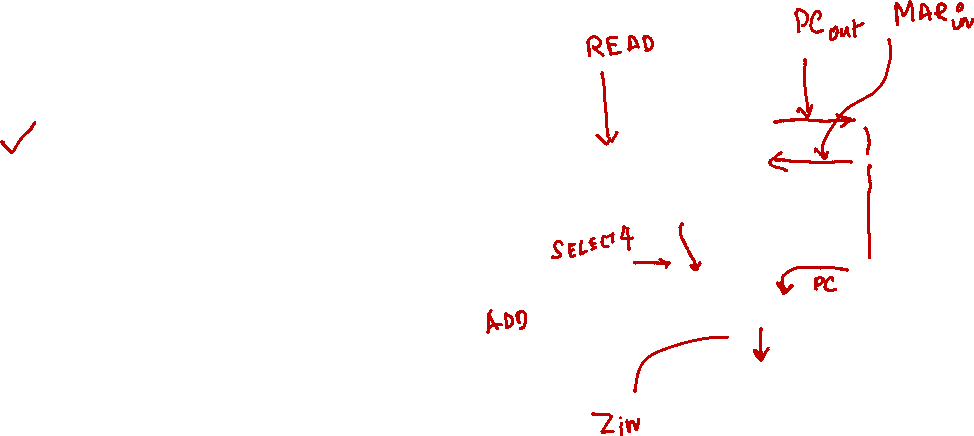 PCout MARin
READ
SELECT4
PC
ADD
Zin